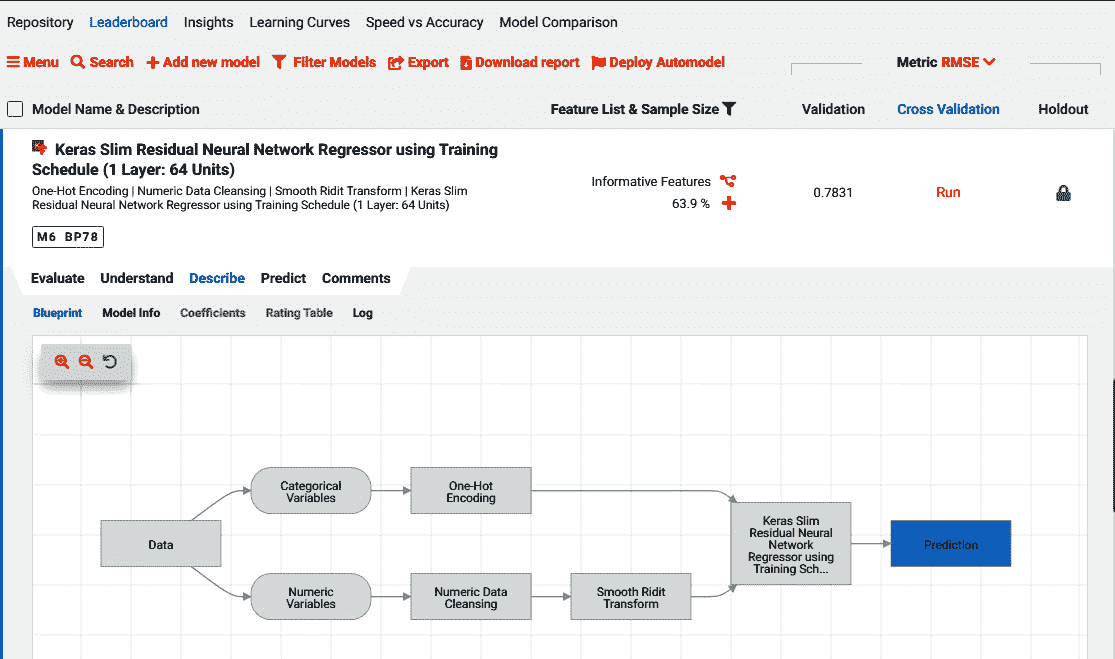 Repository Leaderboard Insights Learning Curves Speed vs Accuracy Model Comparison
Menu Search Add new model Filter Models Export Download report Deploy Automodel Metric RMSE
Model Name & Description Feature List & Sample Size Validation Cross Validation Holdout
Keras Slim Residual Neural Network Regressor using Training
Schedule (1 Layer: 64 Units)
One-Hot Encoding | Numeric Data Cleansing | Smooth Ridit Transform | Keras Slim
Residual Neural Network Regressor using Training Schedule (1 Layer: 64 Units)
Informative Features
63.9 %
0.7831
Run
M6 BP78
Evaluate Understand Describe Predict Comments
Blueprint Model Info Coefficients Rating Table Log
Data
Categorical
Variables
One-Hot
Encoding
Numeric
Variables
Numeric Data
Cleansing
Smooth Ridit
Transform
Keras Slim
Residual Neural
Network
Regressor using
Training Sch...
Prediction